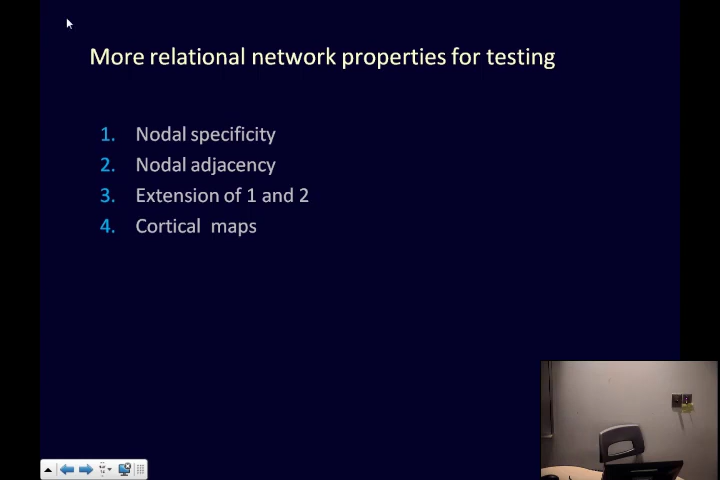 More relational network properties for testing
1. Nodal specificity
2. Nodal adjacency
3. Extension of 1 and 2
4. Cortical maps